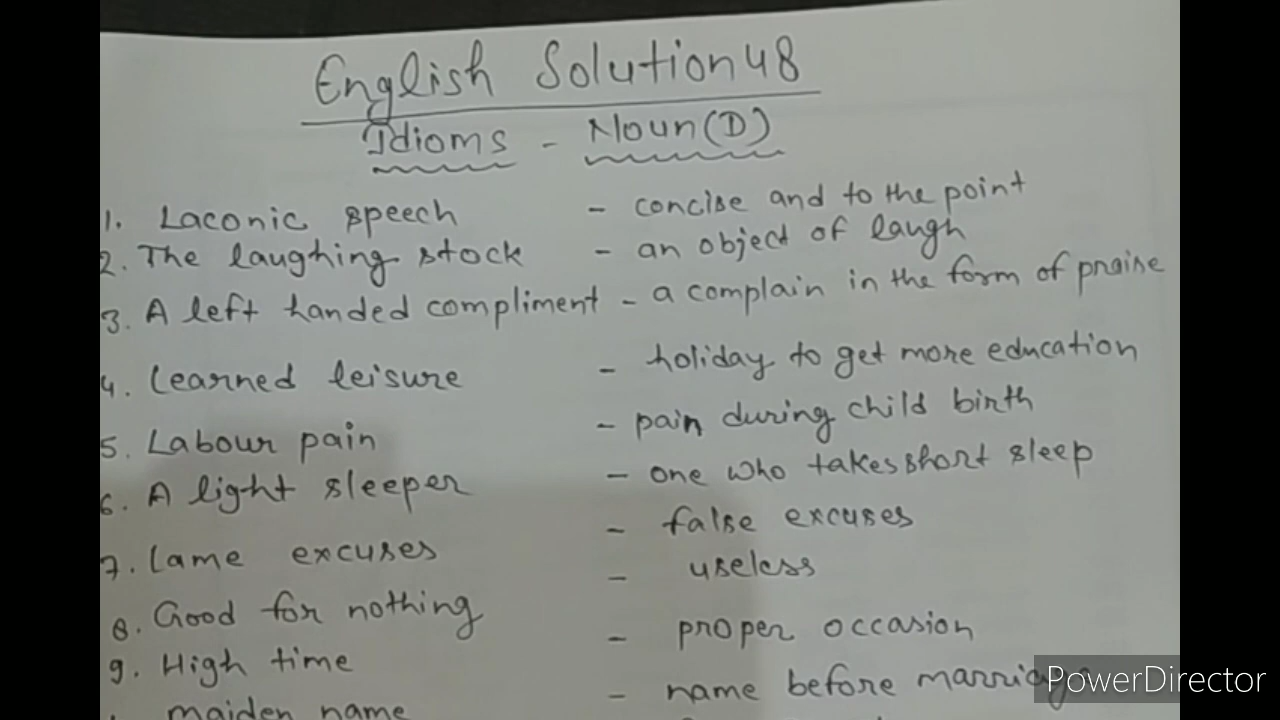 English Solution 48
Idioms - Noun(D)
1. Laconic speech - concise and to the point
2. The laughing stock - an object of laugh
3. A left handed compliment - a complain in the form of praise
4. Learned leisure - holiday to get more education
5. Labour pain - pain during child birth
6. A light sleeper - one who takes short sleep
7. Lame excuses - false excuses
8. Good for nothing - useless
9. High time - proper occasion
maiden name - name before marriage
PowerDirector